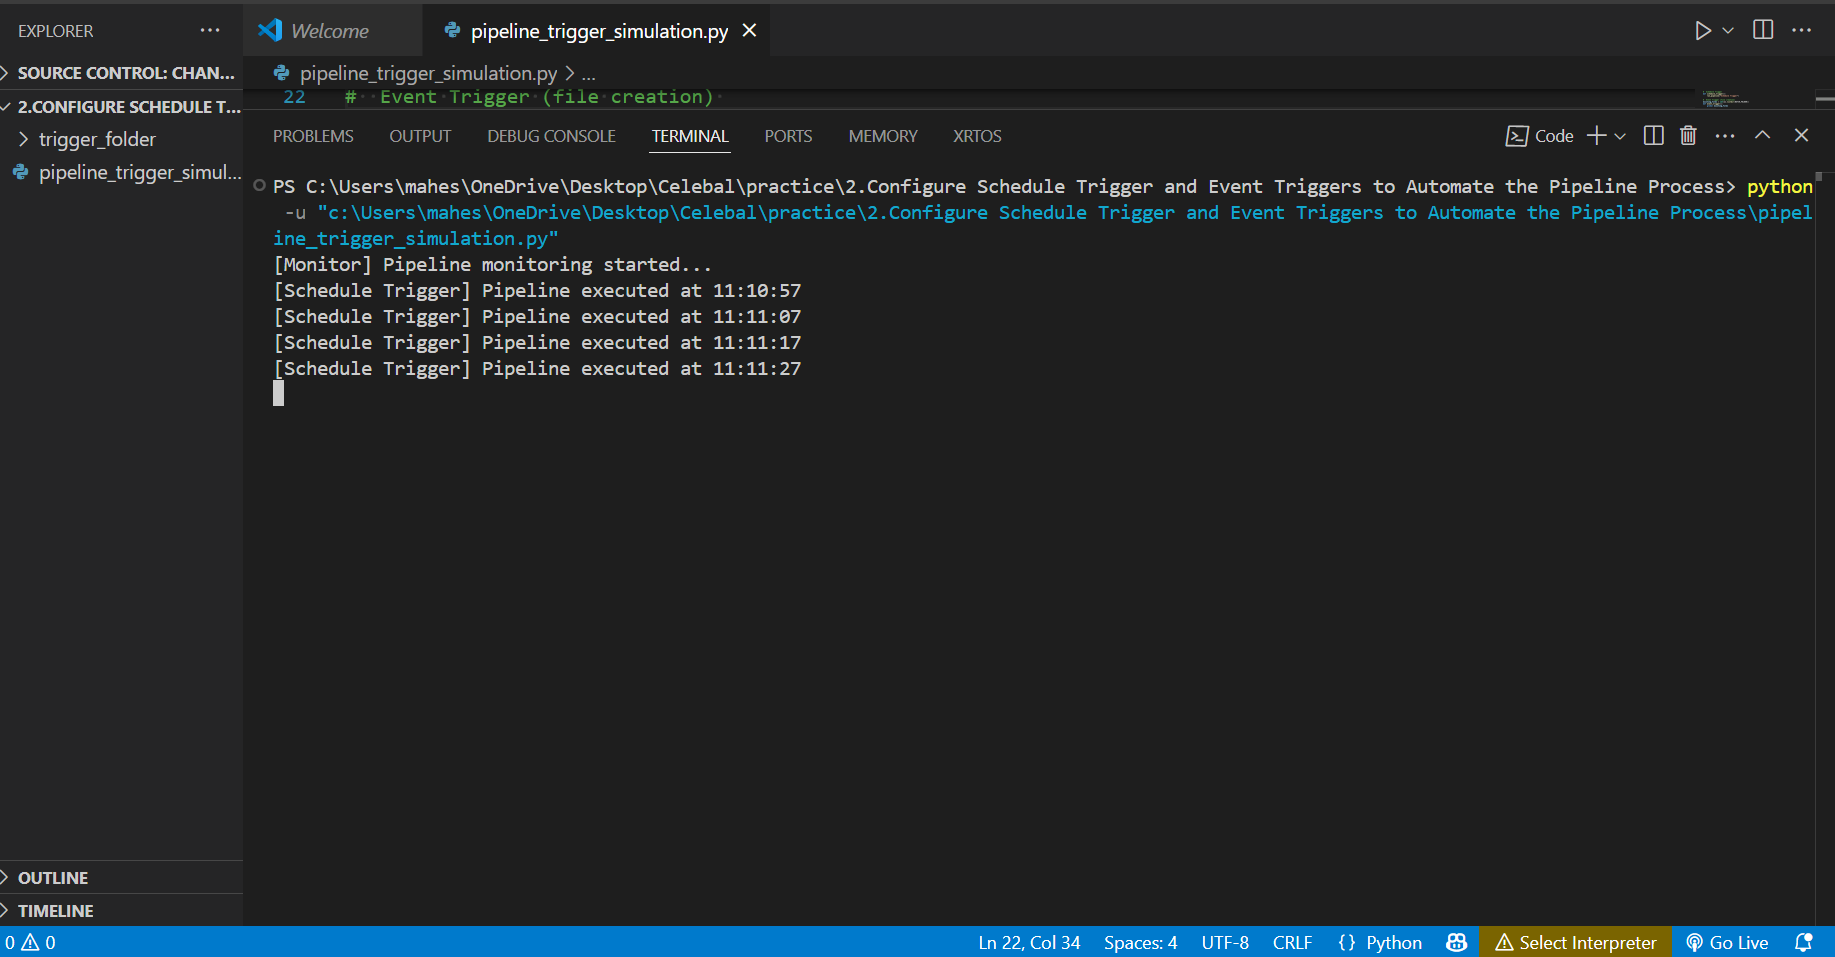 EXPLORER ...
Welcome
pipeline_trigger_simulation.py
SOURCE CONTROL: CHAN...
pipeline_trigger_simulation.py > ...
2.CONFIGURE SCHEDULE T...
22 # Event Trigger (file creation)
trigger_folder
pipeline_trigger_simul...
PROBLEMS OUTPUT DEBUG CONSOLE TERMINAL PORTS MEMORY XRTOS
Code
PS C:\Users\mahes\OneDrive\Desktop\Celebal\practice\2.Configure Schedule Trigger and Event Triggers to Automate the Pipeline Process> python
-u "c:\Users\mahes\OneDrive\Desktop\Celebal\practice\2.Configure Schedule Trigger and Event Triggers to Automate the Pipeline Process\pipel
ine_trigger_simulation.py"
[Monitor] Pipeline monitoring started...
[Schedule Trigger] Pipeline executed at 11:10:57
[Schedule Trigger] Pipeline executed at 11:11:07
[Schedule Trigger] Pipeline executed at 11:11:17
[Schedule Trigger] Pipeline executed at 11:11:27
OUTLINE
TIMELINE
0 0
Ln 22, Col 34 Spaces: 4 UTF-8 CRLF {} Python Select Interpreter Go Live